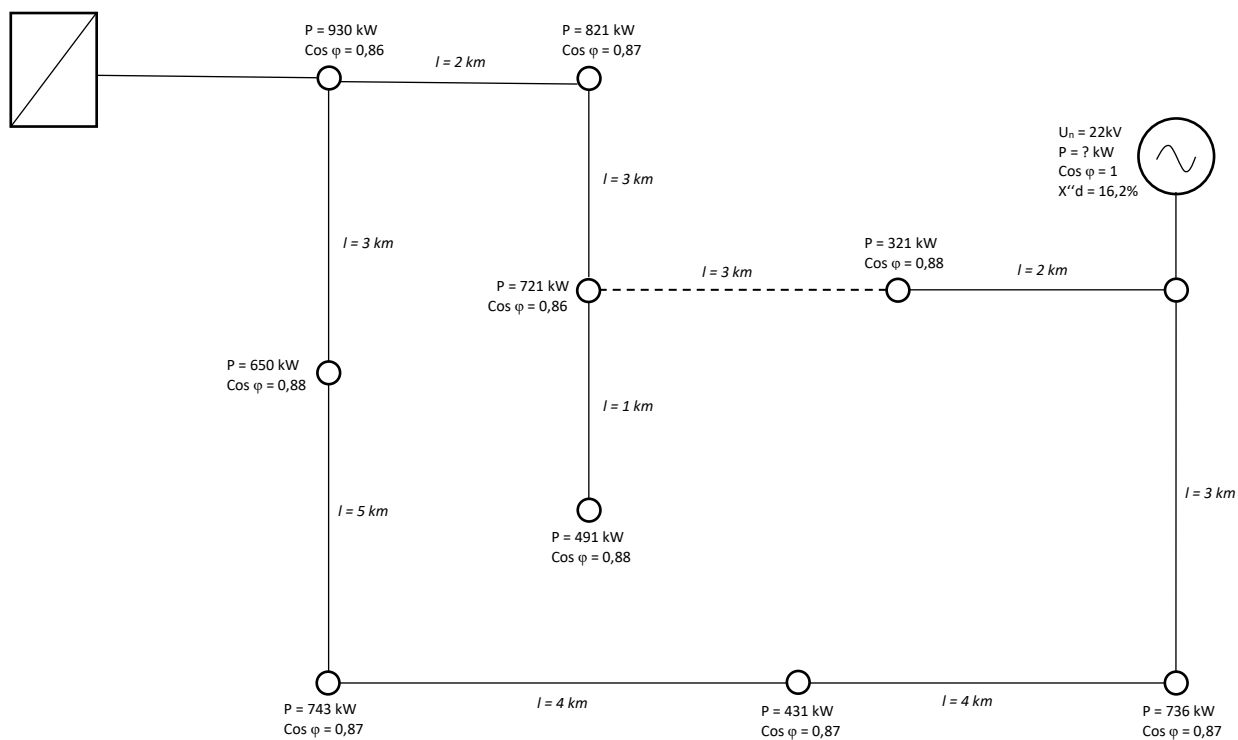 P = 930 kW
Cos φ = 0,86
l = 2 km
P = 821 kW
Cos φ = 0,87
Uₙ = 22kV
P = ? kW
Cos φ = 1
X‘‘d = 16,2%
l = 3 km
l = 3 km
P = 721 kW
Cos φ = 0,86
l = 3 km
P = 321 kW
Cos φ = 0,88
l = 2 km
P = 650 kW
Cos φ = 0,88
l = 1 km
l = 5 km
P = 491 kW
Cos φ = 0,88
l = 3 km
P = 743 kW
Cos φ = 0,87
l = 4 km
P = 431 kW
Cos φ = 0,87
l = 4 km
P = 736 kW
Cos φ = 0,87